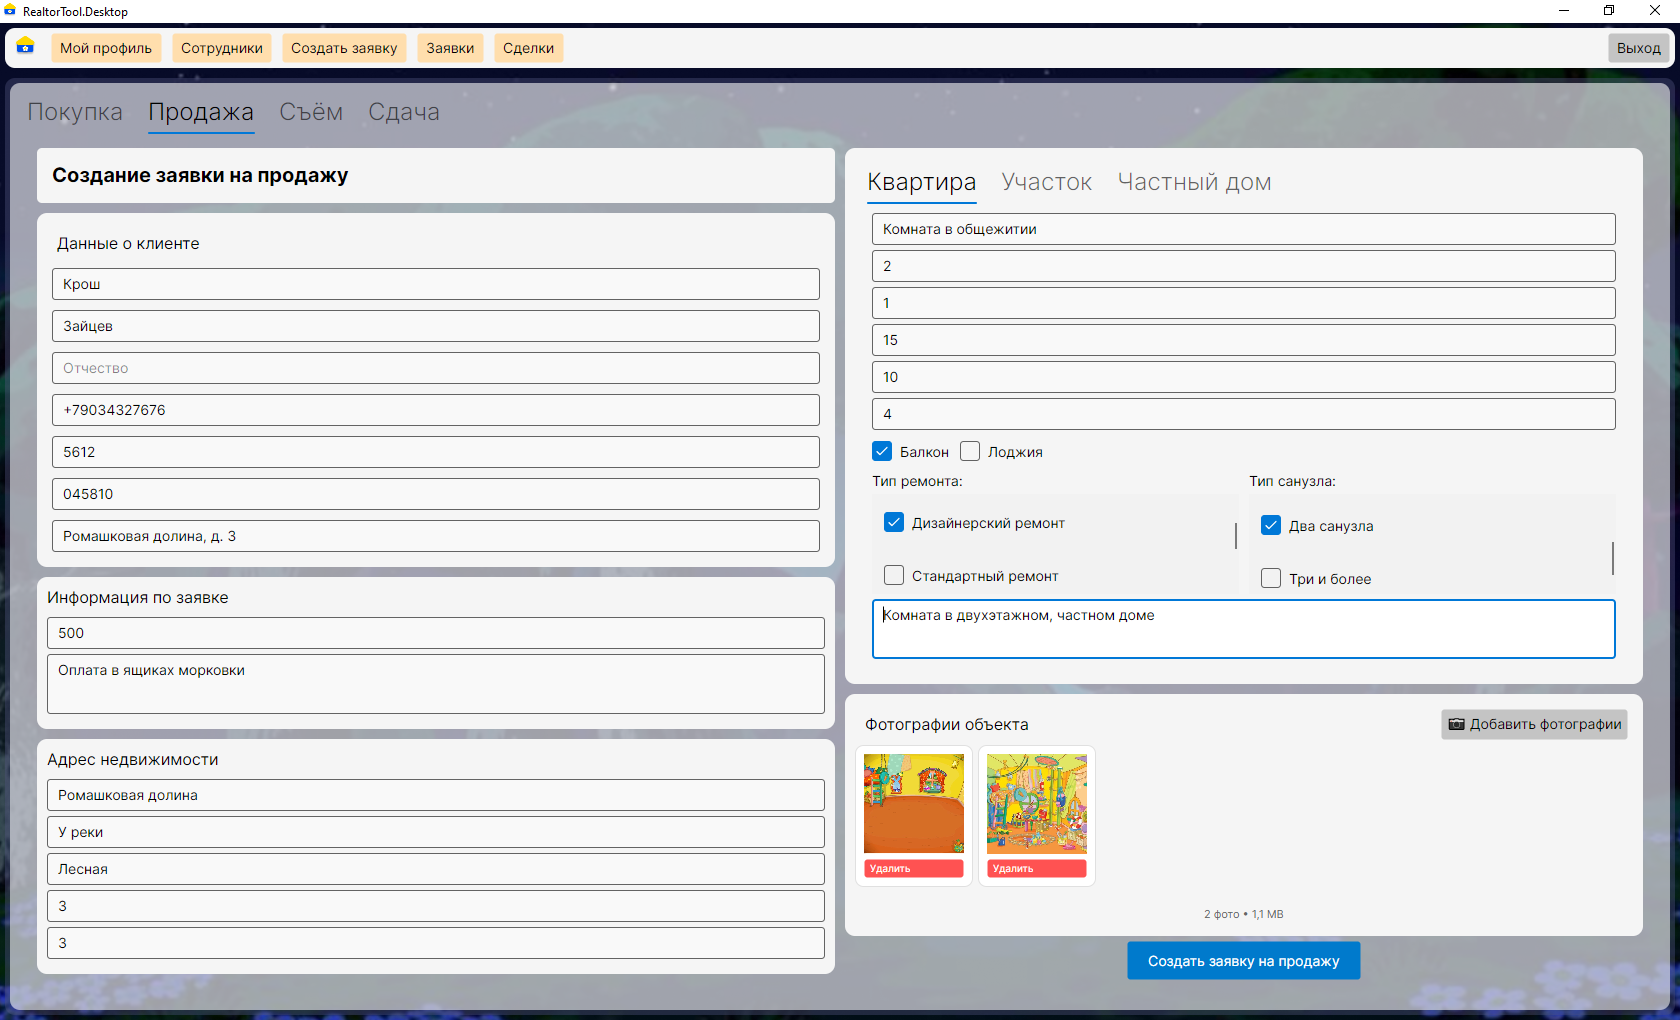 RealtorTool.Desktop
Мой профиль Сотрудники Создать заявку Заявки Сделки Выход
Покупка Продажа Съём Сдача
Создание заявки на продажу
Данные о клиенте
Крош
Зайцев
Отчество
+79034327676
5612
045810
Ромашковая долина, д. 3
Информация по заявке
500
Оплата в ящиках морковки
Адрес недвижимости
Ромашковая долина
У реки
Лесная
3
3
Квартира Участок Частный дом
Комната в общежитии
2
1
15
10
4
Балкон Лоджия
Тип ремонта: Тип санузла:
Дизайнерский ремонт Два санузла
Стандартный ремонт Три и более
Комната в двухэтажном, частном доме
Фотографии объекта Добавить фотографии
Удалить Удалить
2 фото • 1,1 MB
Создать заявку на продажу